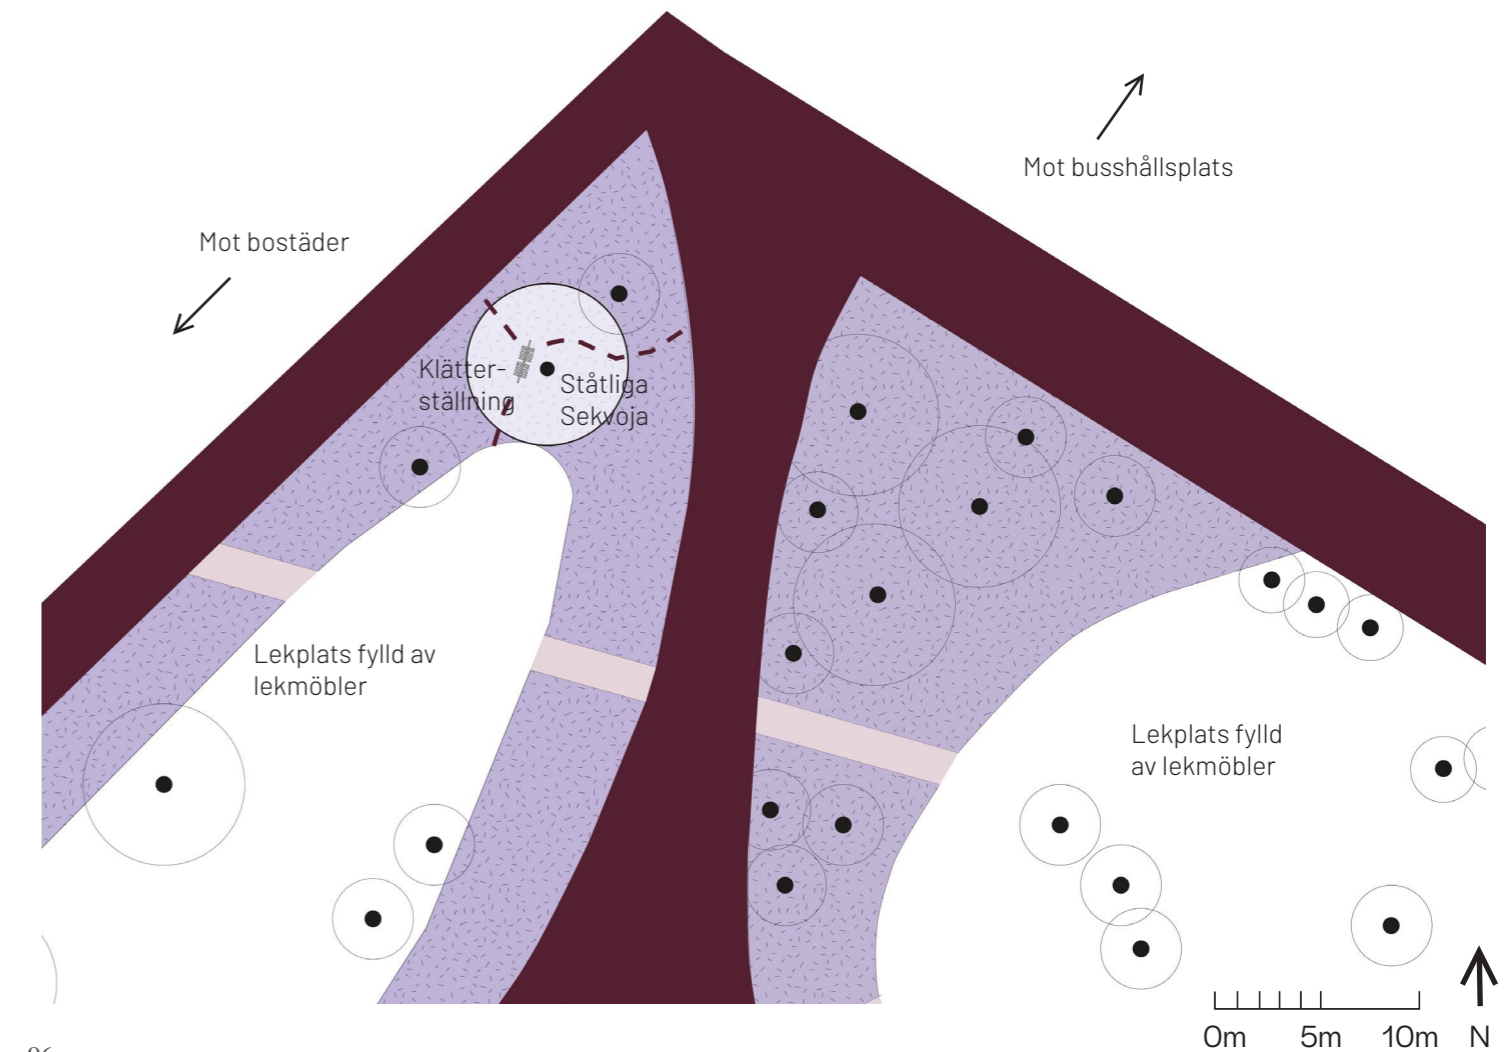 Mot busshållsplats
Mot bostäder
Klätter-
ställning
Ståtliga
Sekvoja
Lekplats fylld av
lekmöbler
Lekplats fylld
av lekmöbler
0m 5m 10m N